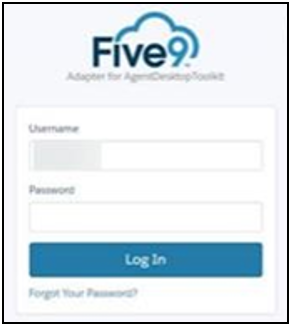 Five9
Adapter for AgentDesktopToolkit
Username
Password
Log In
Forgot Your Password?